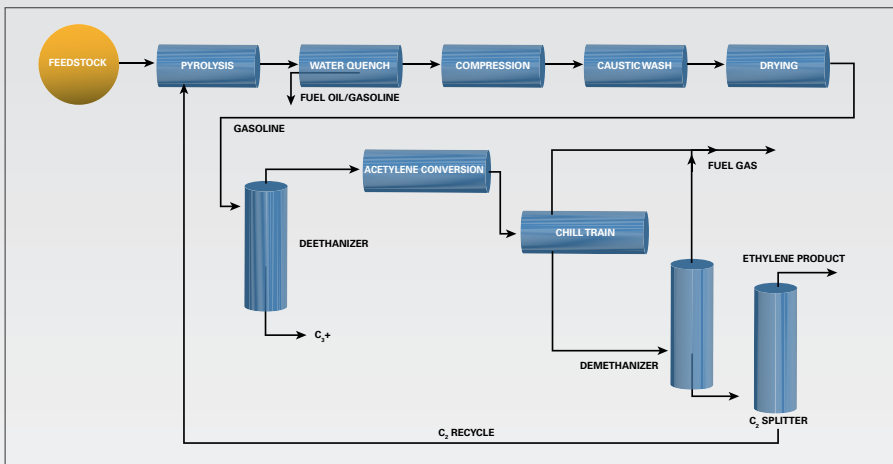 FEEDSTOCK
PYROLYSIS
WATER QUENCH
COMPRESSION
CAUSTIC WASH
DRYING
FUEL OIL/GASOLINE
GASOLINE
ACETYLENE CONVERSION
FUEL GAS
CHILL TRAIN
DEETHANIZER
ETHYLENE PRODUCT
C₃+
DEMETHANIZER
C₂ SPLITTER
C₂ RECYCLE